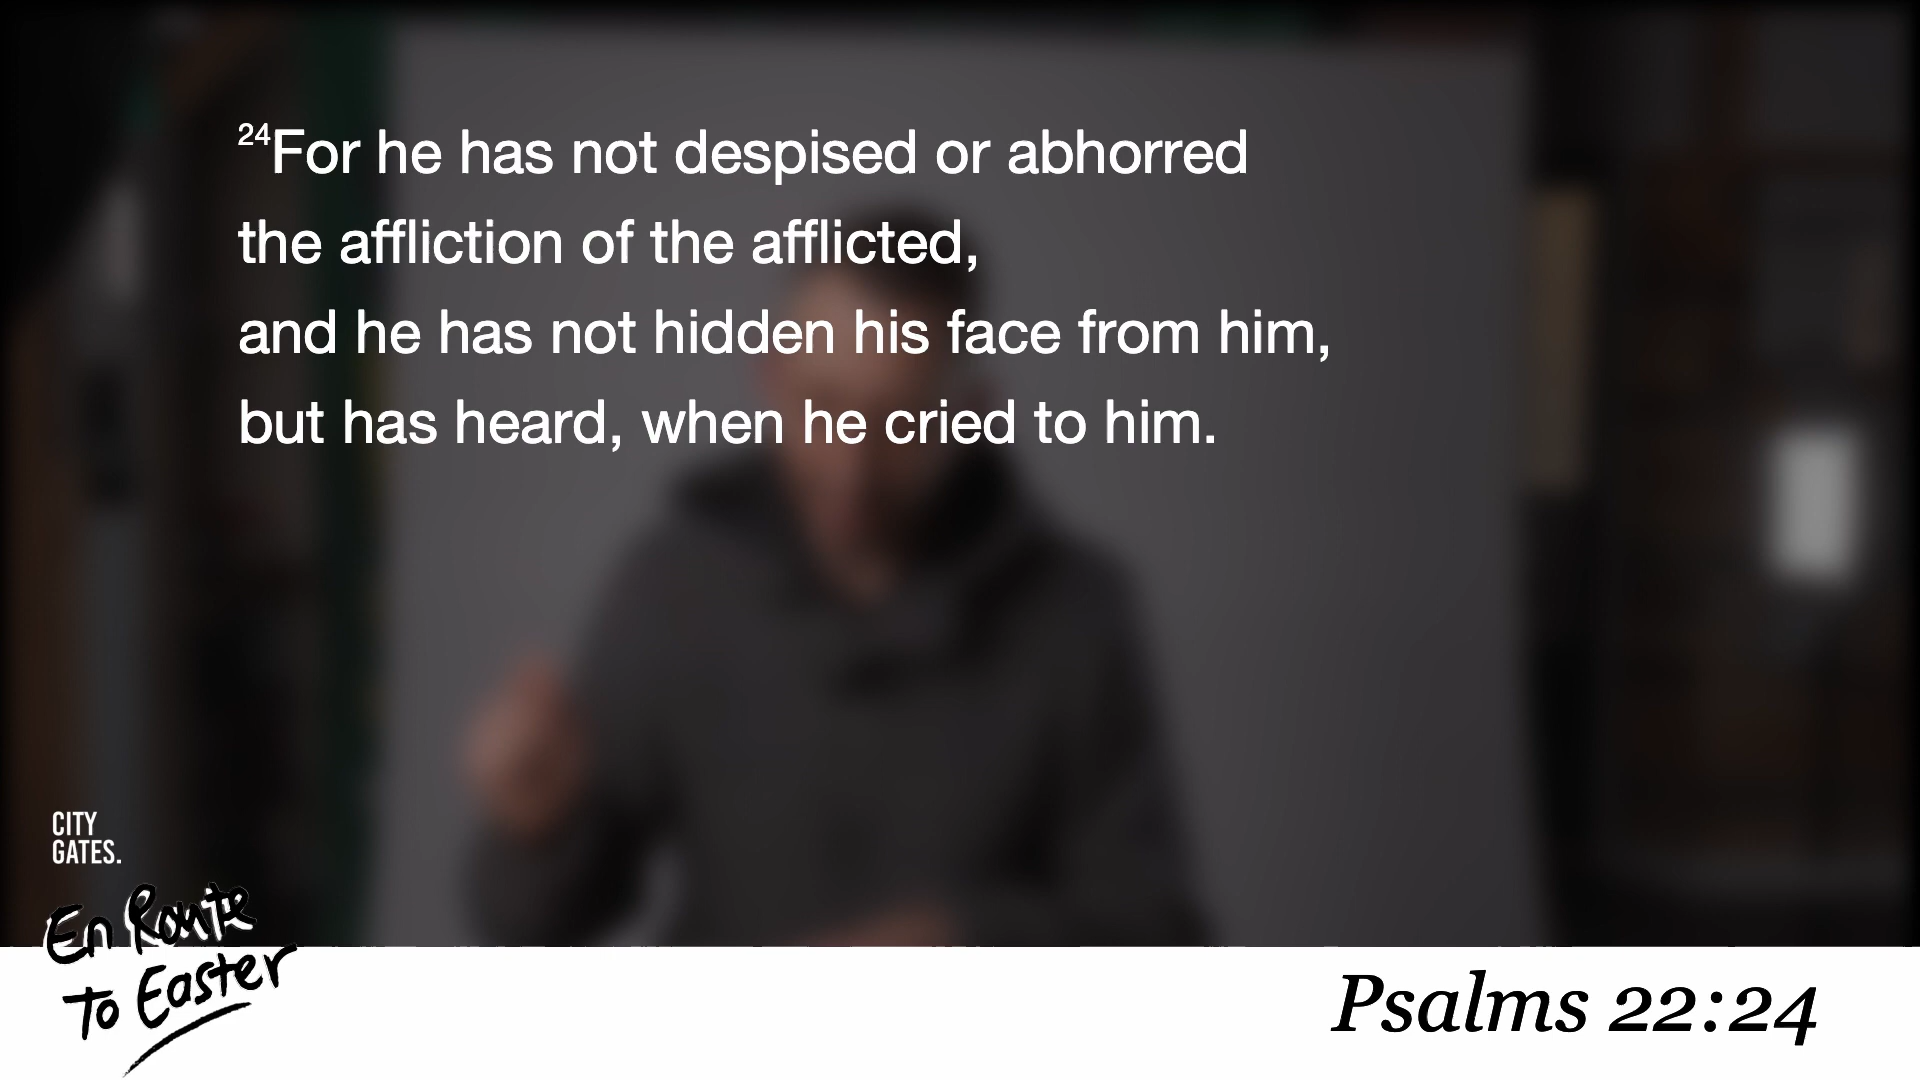 24For he has not despised or abhorred
the affliction of the afflicted,
and he has not hidden his face from him,
but has heard, when he cried to him.
CITY
GATES.
En Route
To Easter
Psalms 22:24